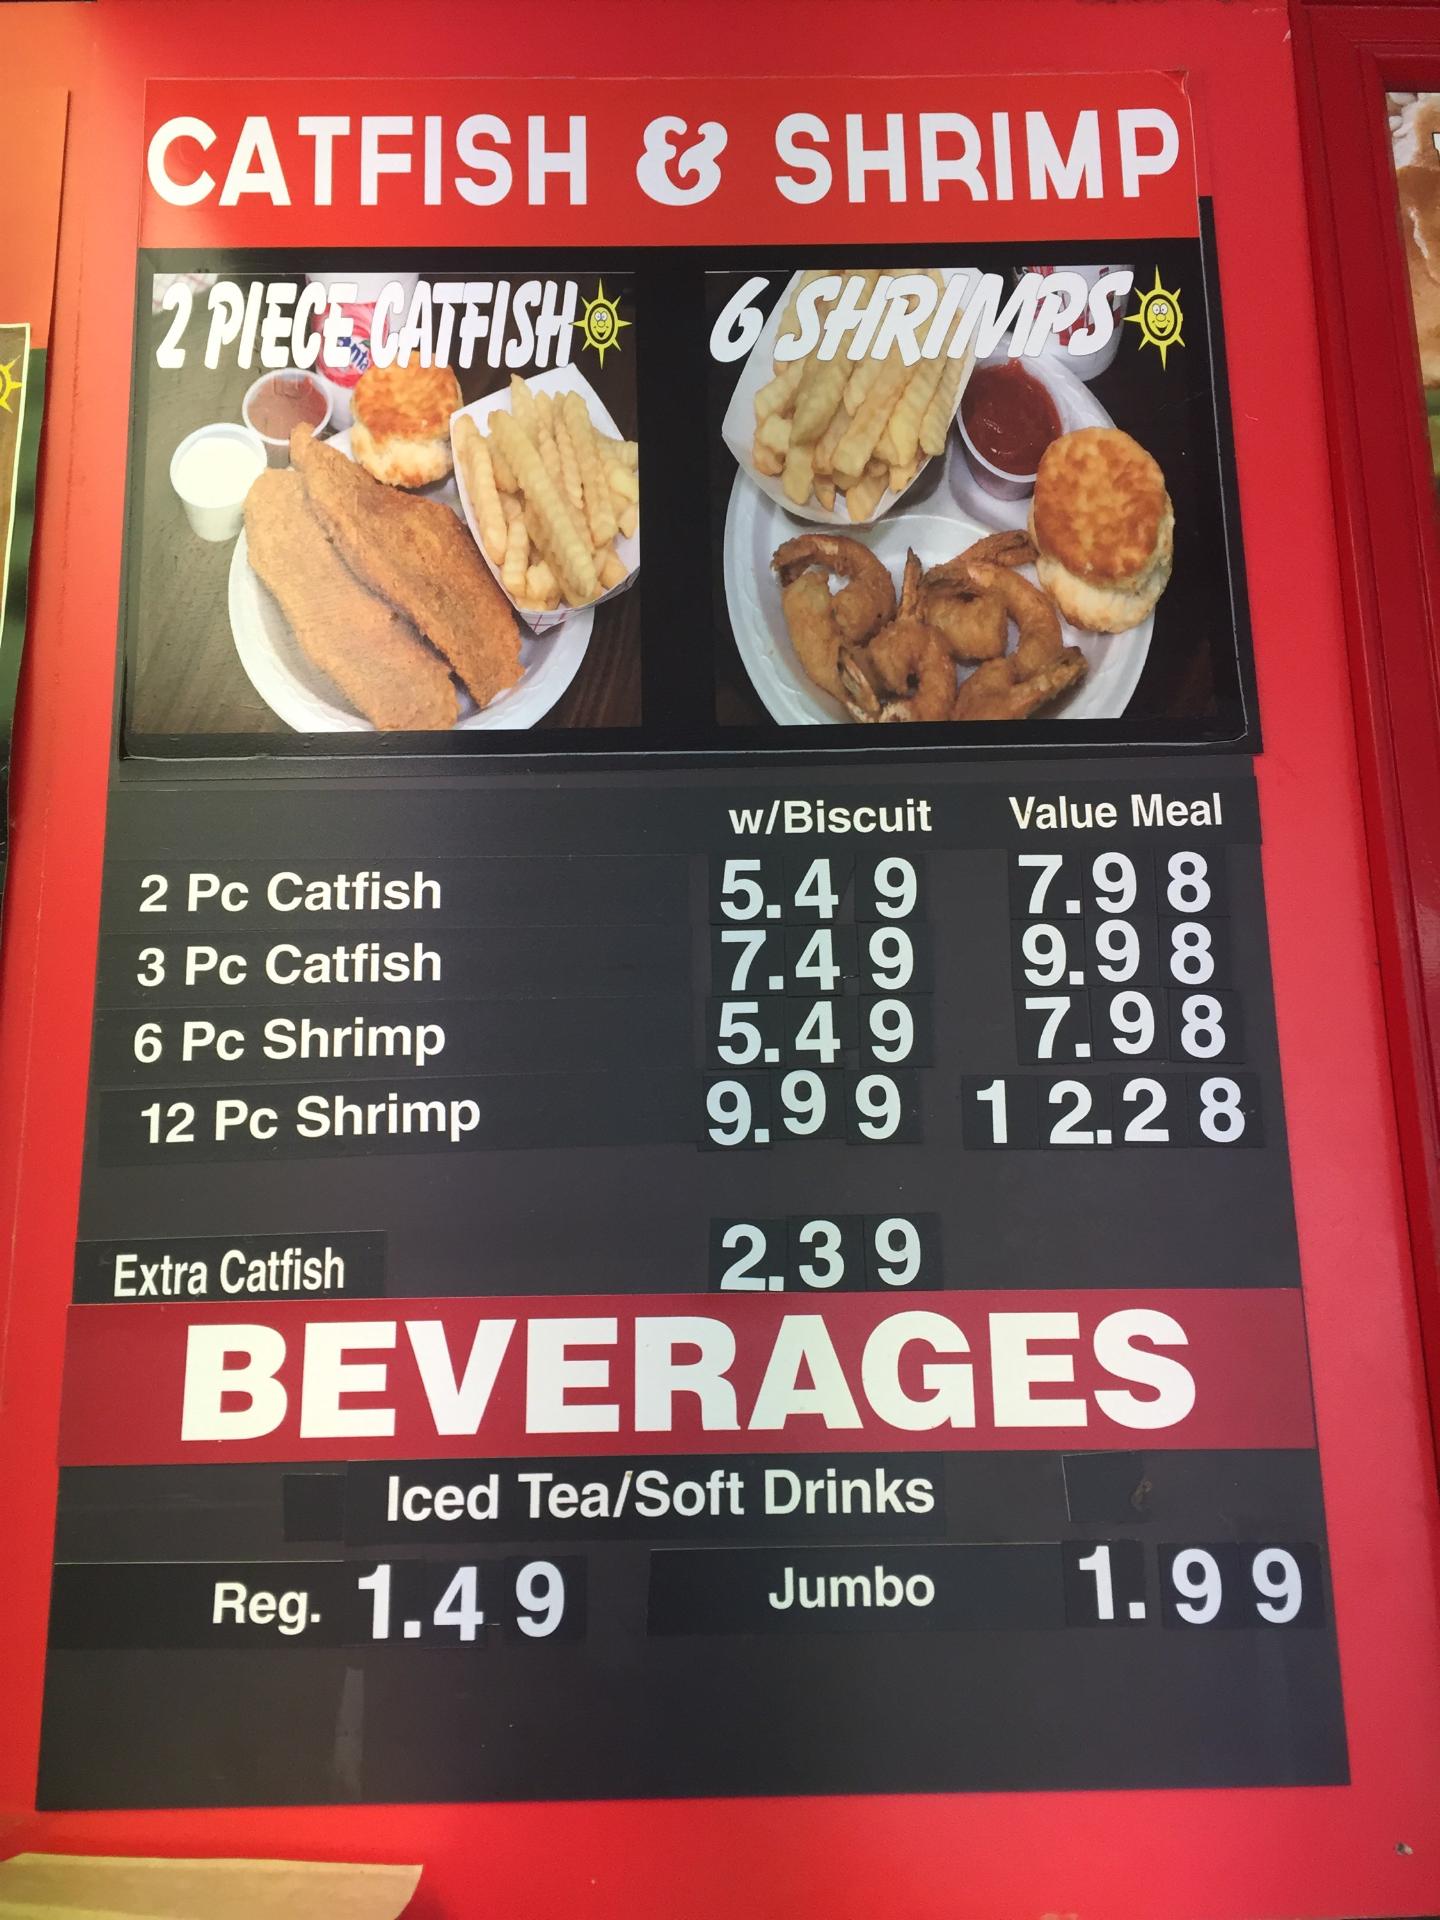 CATFISH & SHRIMP
2 PIECE CATFISH
6 SHRIMPS
w/Biscuit Value Meal
2 Pc Catfish 5.49 7.98
3 Pc Catfish 7.49 9.98
6 Pc Shrimp 5.49 7.98
12 Pc Shrimp 9.99 12.28
Extra Catfish 2.39
BEVERAGES
Iced Tea/Soft Drinks
Reg. 1.49 Jumbo 1.99